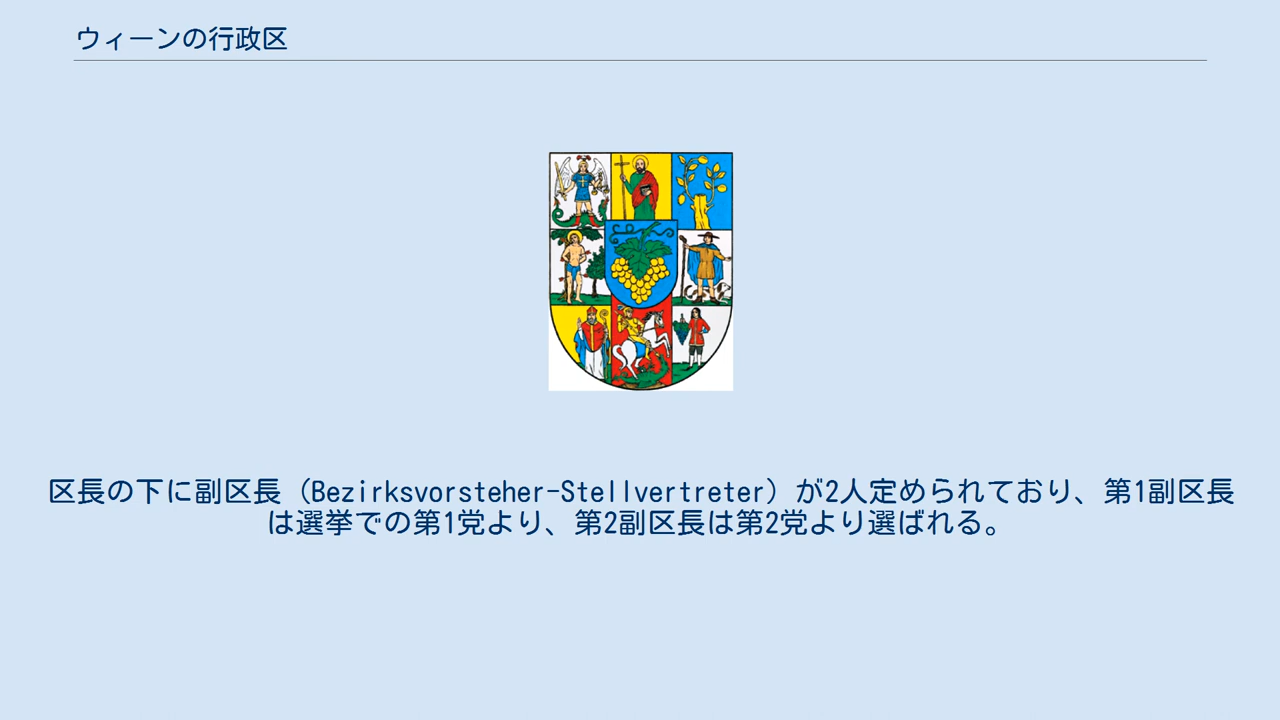 ウィーンの行政区
区長の下に副区長（Bezirksvorsteher-Stellvertreter）が2人定められており、第1副区長
は選挙での第1党より、第2副区長は第2党より選ばれる。